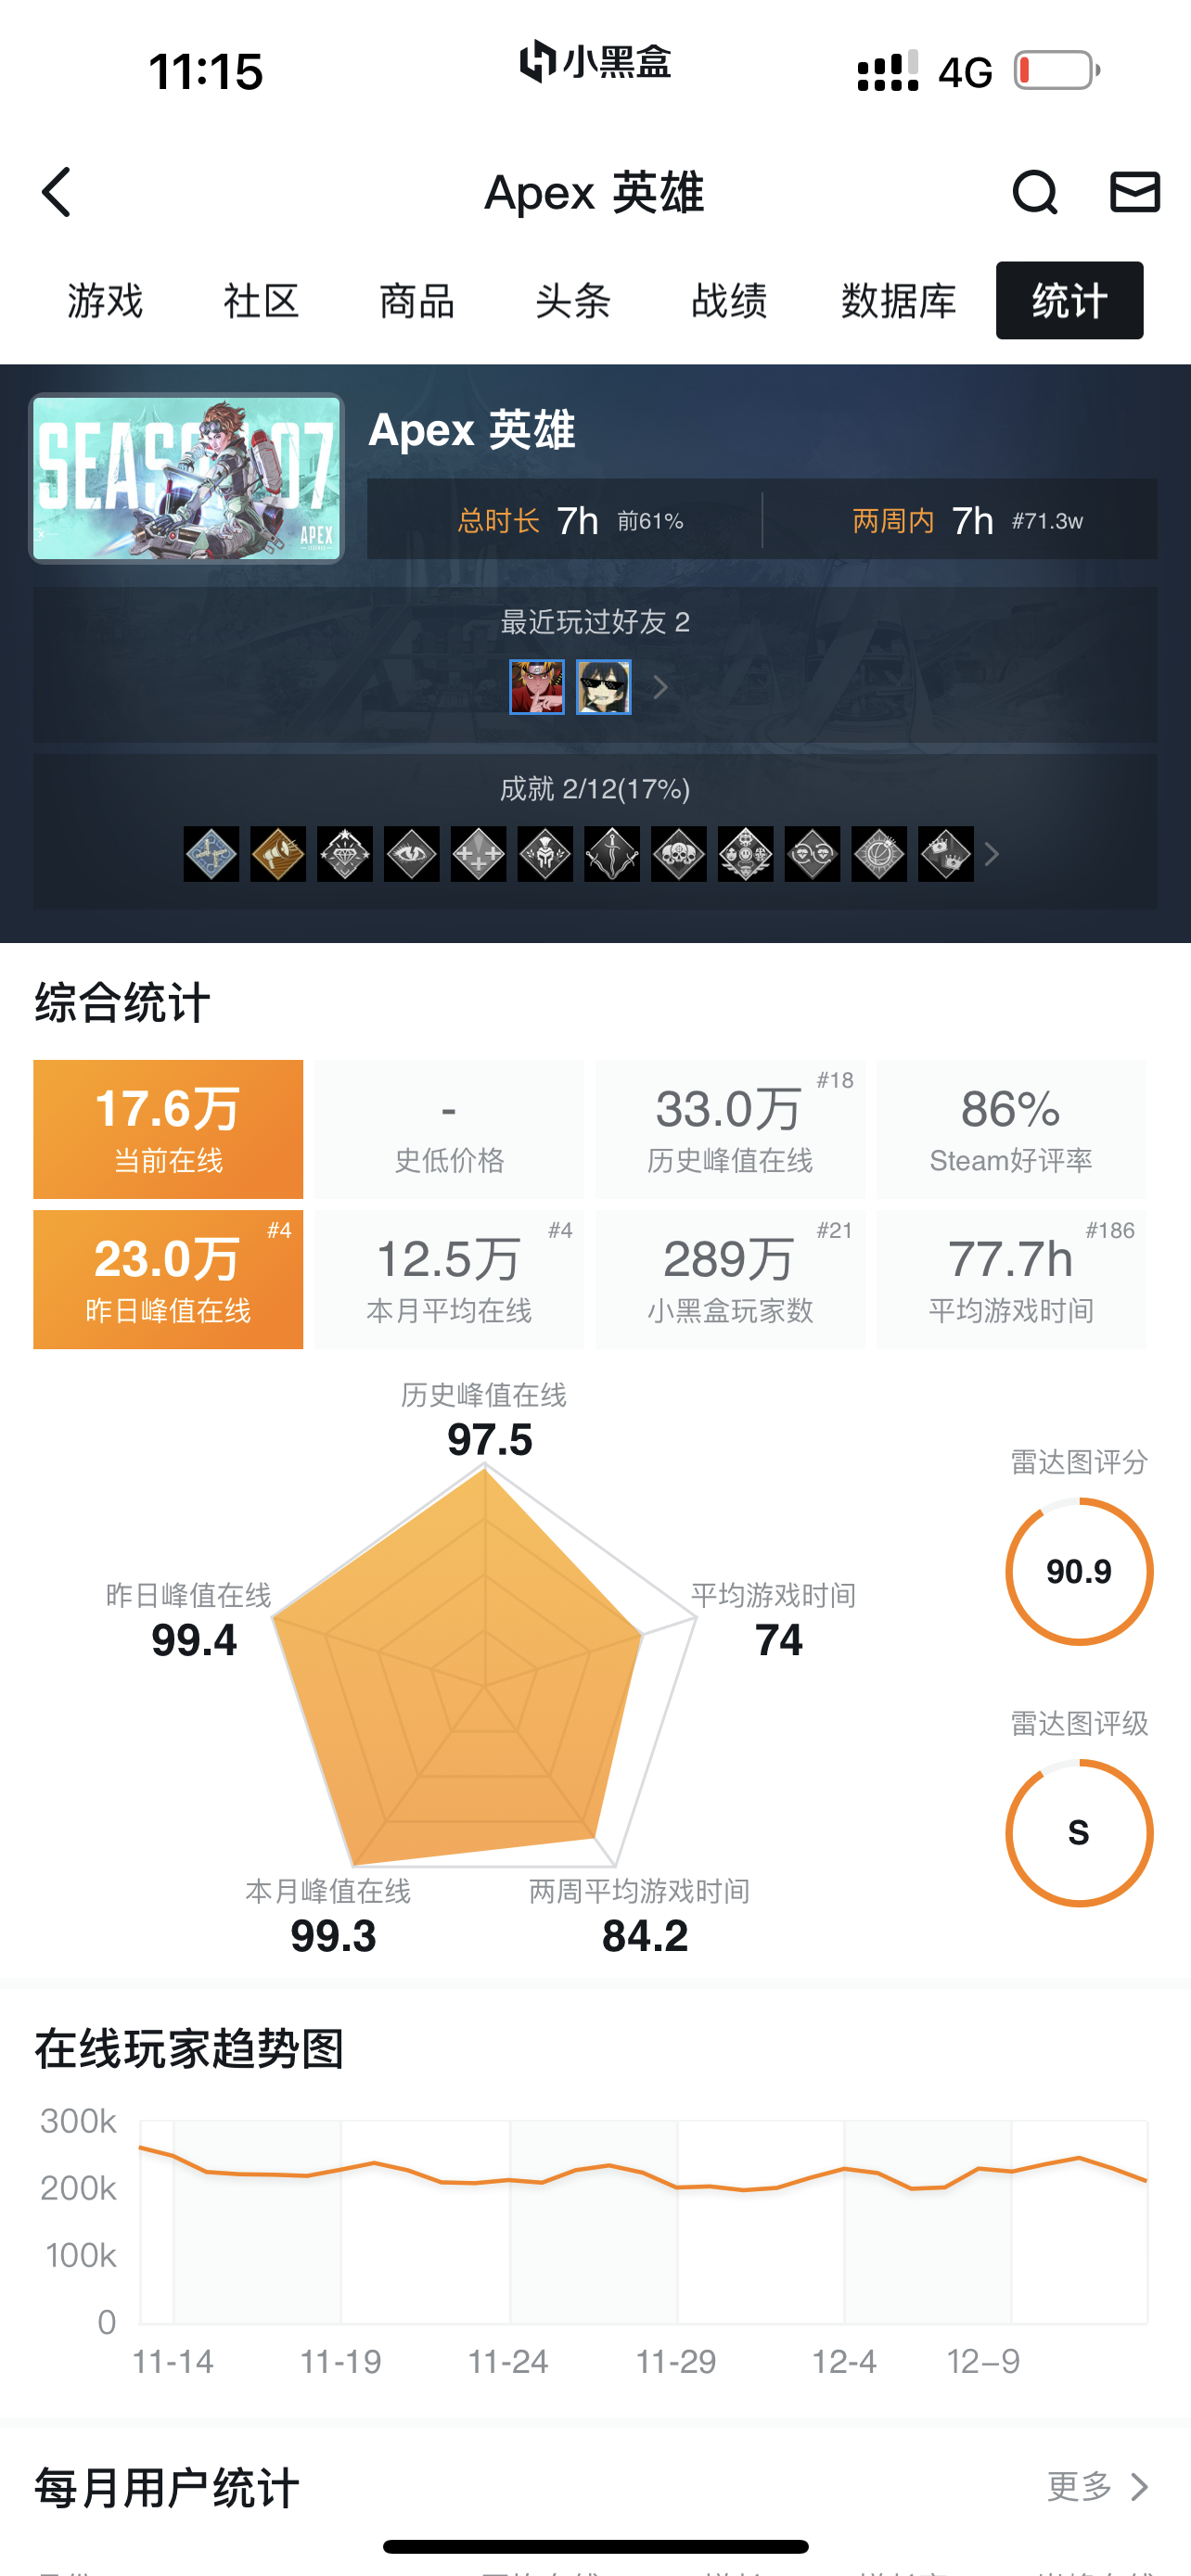 11:15
小黑盒
4G
Apex 英雄
游戏 社区 商品 头条 战绩 数据库 统计
SEASON 07
APEX
Apex 英雄
总时长 7h 前61% 两周内 7h #71.3w
最近玩过好友 2
成就 2/12(17%)
综合统计
17.6万
当前在线
-
史低价格
#18
33.0万
历史峰值在线
86%
Steam好评率
#4
23.0万
昨日峰值在线
#4
12.5万
本月平均在线
#21
289万
小黑盒玩家数
#186
77.7h
平均游戏时间
历史峰值在线
97.5
雷达图评分
90.9
昨日峰值在线
99.4
平均游戏时间
74
雷达图评级
S
本月峰值在线
99.3
两周平均游戏时间
84.2
在线玩家趋势图
300k
200k
100k
0
11-14 11-19 11-24 11-29 12-4 12-9
每月用户统计
更多